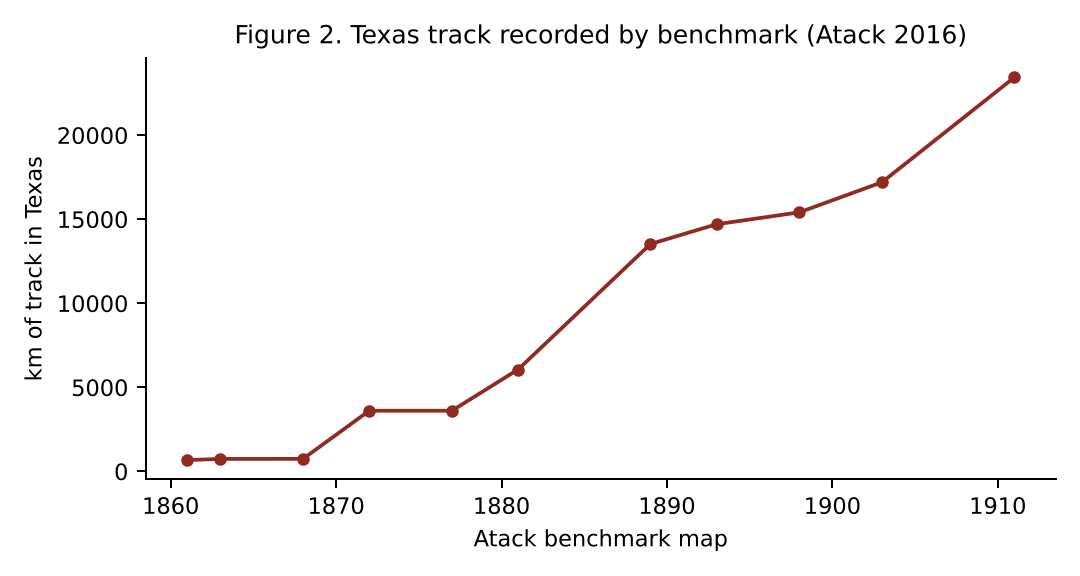 Figure 2. Texas track recorded by benchmark (Atack 2016)
km of track in Texas
20000
15000
10000
5000
0
1860 1870 1880 1890 1900 1910
Atack benchmark map